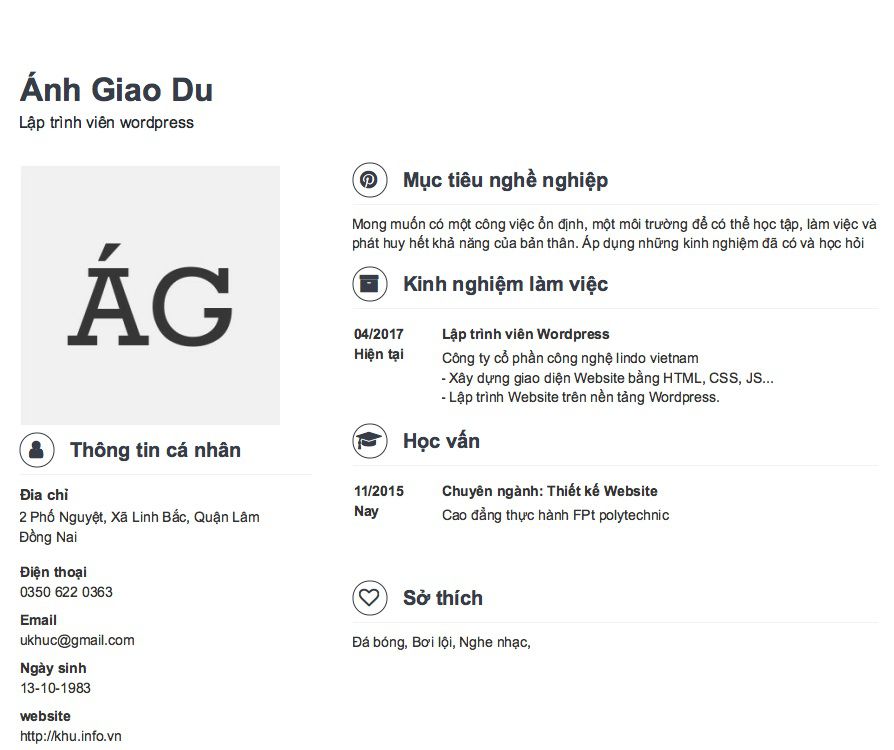 Ánh Giao Du
Lập trình viên wordpress
ÁG
Thông tin cá nhân
Đia chỉ
2 Phố Nguyệt, Xã Linh Bắc, Quận Lâm
Đồng Nai
Điện thoại
0350 622 0363
Email
ukhuc@gmail.com
Ngày sinh
13-10-1983
website
http://khu.info.vn
Mục tiêu nghề nghiệp
Mong muốn có một công việc ổn định, một môi trường để có thể học tập, làm việc và
phát huy hết khả năng của bản thân. Áp dụng những kinh nghiệm đã có và học hỏi
Kinh nghiệm làm việc
04/2017 Lập trình viên Wordpress
Hiện tại Công ty cổ phần công nghệ lindo vietnam
- Xây dựng giao diện Website bằng HTML, CSS, JS...
- Lập trình Website trên nền tảng Wordpress.
Học vấn
11/2015 Chuyên ngành: Thiết kế Website
Nay Cao đẳng thực hành FPt polytechnic
Sở thích
Đá bóng, Bơi lội, Nghe nhạc,